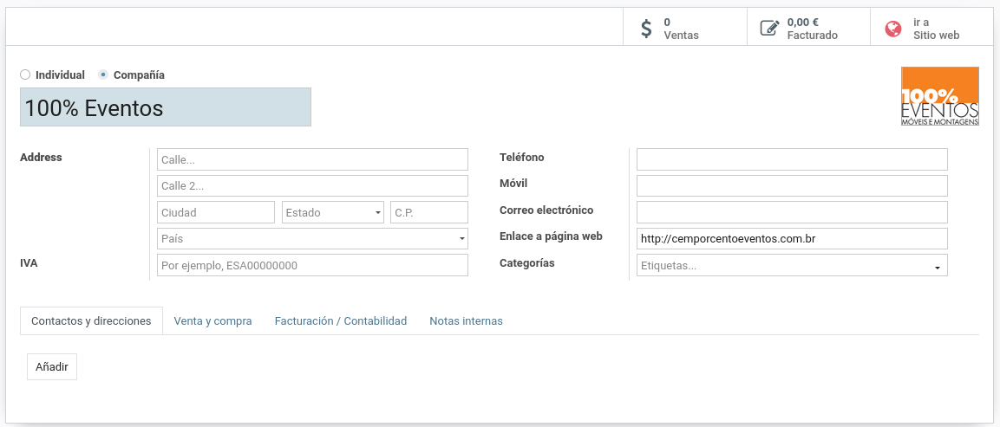 0
Ventas
0,00 €
Facturado
ir a
Sitio web
Individual
Compañía
100% Eventos
100%
EVENTOS
MÓVEIS E MONTAGENS
Address
Calle...
Calle 2...
Ciudad
Estado
C.P.
País
IVA
Por ejemplo, ESA00000000
Teléfono
Móvil
Correo electrónico
Enlace a página web
http://cemporcentoeventos.com.br
Categorías
Etiquetas...
Contactos y direcciones
Venta y compra
Facturación / Contabilidad
Notas internas
Añadir